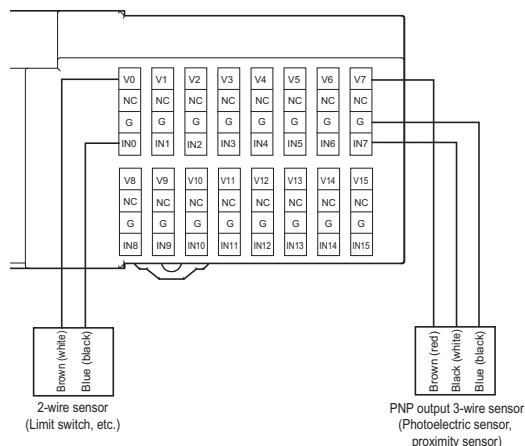 V0 V1 V2 V3 V4 V5 V6 V7
NC NC NC NC NC NC NC NC
G G G G G G G G
IN0 IN1 IN2 IN3 IN4 IN5 IN6 IN7
V8 V9 V10 V11 V12 V13 V14 V15
NC NC NC NC NC NC NC NC
G G G G G G G G
IN8 IN9 IN10 IN11 IN12 IN13 IN14 IN15
Brown (white)
Blue (black)
2-wire sensor
(Limit switch, etc.)
Brown (red)
Black (white)
Blue (black)
PNP output 3-wire sensor
(Photoelectric sensor,
proximity sensor)